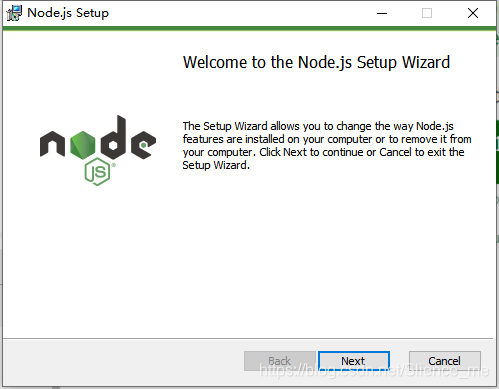 Node.js Setup
Welcome to the Node.js Setup Wizard
node
JS
The Setup Wizard allows you to change the way Node.js
features are installed on your computer or to remove it from
your computer. Click Next to continue or Cancel to exit the
Setup Wizard.
Back Next Cancel
https://blog.csdn.net/Silence_me